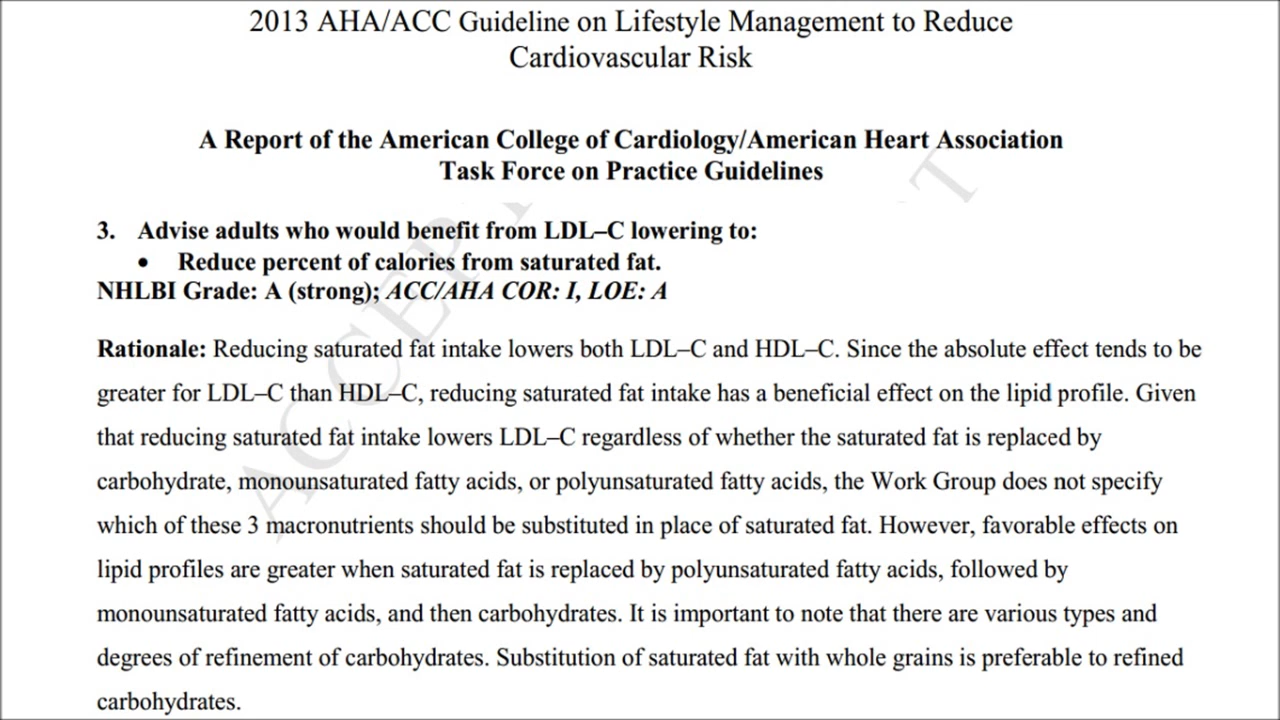 2013 AHA/ACC Guideline on Lifestyle Management to Reduce
Cardiovascular Risk
A Report of the American College of Cardiology/American Heart Association
Task Force on Practice Guidelines
3. Advise adults who would benefit from LDL–C lowering to:
• Reduce percent of calories from saturated fat.
NHLBI Grade: A (strong); ACC/AHA COR: I, LOE: A
Rationale: Reducing saturated fat intake lowers both LDL–C and HDL–C. Since the absolute effect tends to be
greater for LDL–C than HDL–C, reducing saturated fat intake has a beneficial effect on the lipid profile. Given
that reducing saturated fat intake lowers LDL–C regardless of whether the saturated fat is replaced by
carbohydrate, monounsaturated fatty acids, or polyunsaturated fatty acids, the Work Group does not specify
which of these 3 macronutrients should be substituted in place of saturated fat. However, favorable effects on
lipid profiles are greater when saturated fat is replaced by polyunsaturated fatty acids, followed by
monounsaturated fatty acids, and then carbohydrates. It is important to note that there are various types and
degrees of refinement of carbohydrates. Substitution of saturated fat with whole grains is preferable to refined
carbohydrates.